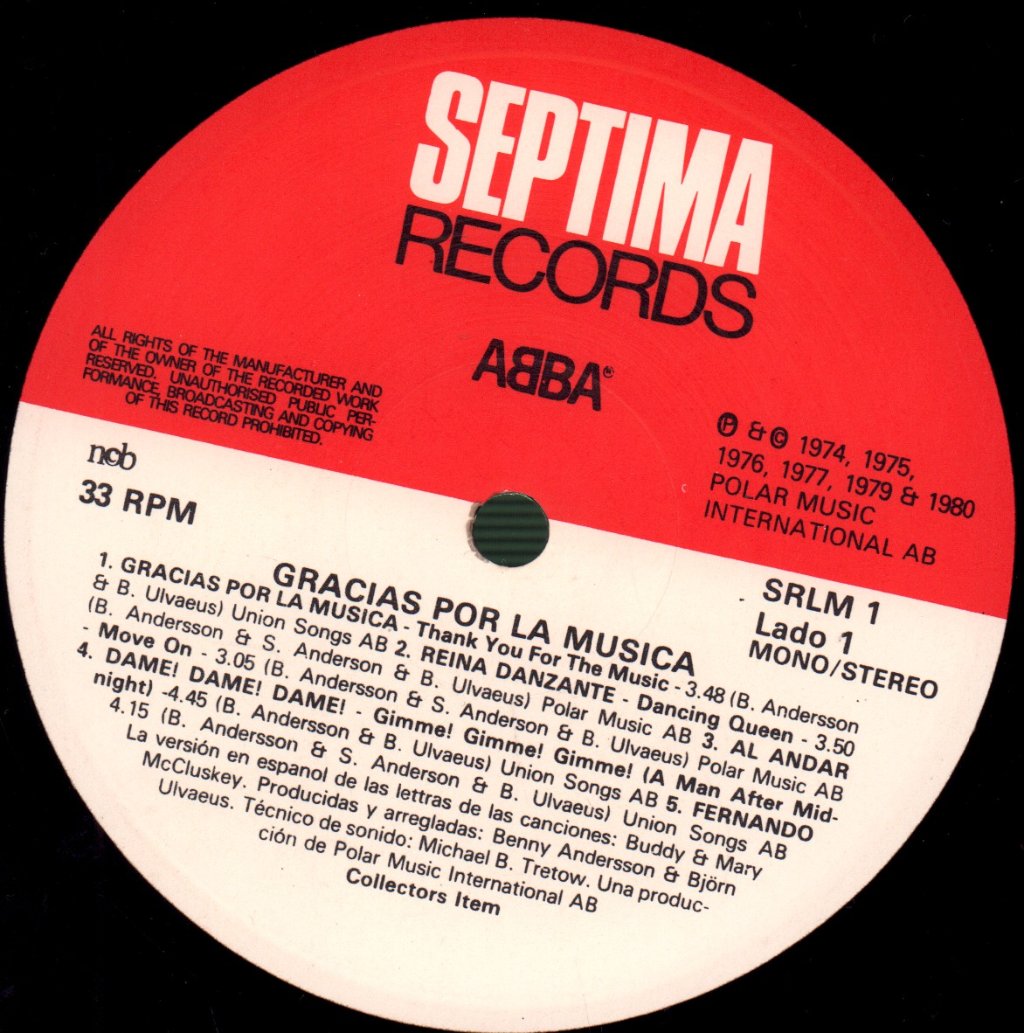 SEPTIMA
RECORDS
ABBA®
ALL RIGHTS OF THE MANUFACTURER AND
OF THE OWNER OF THE RECORDED WORK
RESERVED. UNAUTHORISED PUBLIC PER-
FORMANCE, BROADCASTING AND COPYING
OF THIS RECORD PROHIBITED.
℗ & © 1974, 1975,
1976, 1977, 1979 & 1980
POLAR MUSIC
INTERNATIONAL AB
ncb
33 RPM
SRLM 1
Lado 1
MONO/STEREO
GRACIAS POR LA MUSICA
1. GRACIAS POR LA MUSICA - Thank You For The Music - 3.48 (B. Andersson
& B. Ulvaeus) Union Songs AB 2. REINA DANZANTE - Dancing Queen - 3.50
(B. Andersson & S. Anderson & B. Ulvaeus) Polar Music AB 3. AL ANDAR
- Move On - 3.05 (B. Andersson & S. Anderson & B. Ulvaeus) Polar Music AB
4. DAME! DAME! DAME! - Gimme! Gimme! Gimme! (A Man After Mid-
night) -4.45 (B. Andersson & B. Ulvaeus) Union Songs AB 5. FERNANDO
4.15 (B. Andersson & S. Anderson & B. Ulvaeus) Union Songs AB
La versión en espanol de las letras de las canciones: Buddy & Mary
McCluskey. Producidas y arregladas: Benny Andersson & Björn
Ulvaeus. Técnico de sonido: Michael B. Tretow. Una produc-
ción de Polar Music International AB
Collectors Item